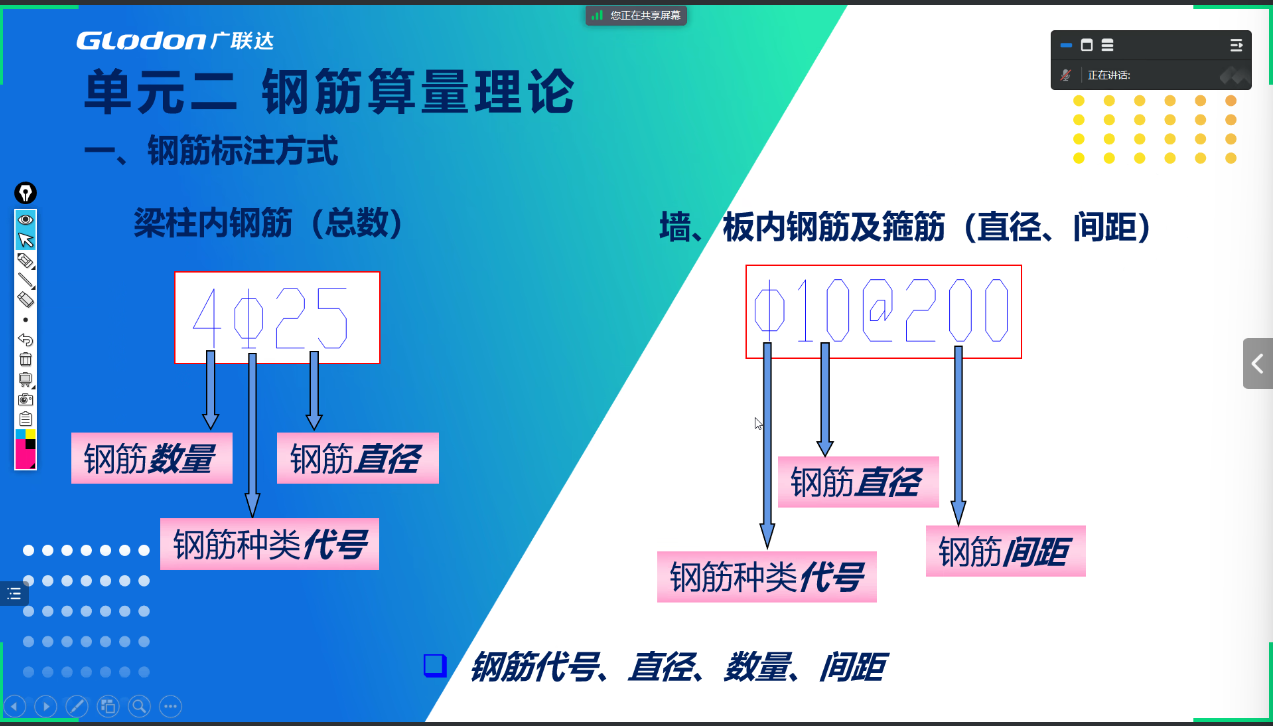 您正在共享屏幕
GLodon广联达
正在讲话:
单元二 钢筋算量理论
一、钢筋标注方式
梁柱内钢筋（总数）
墙、板内钢筋及箍筋（直径、间距）
4Φ25
Φ10@200
钢筋数量
钢筋直径
钢筋直径
钢筋种类代号
钢筋间距
钢筋种类代号
钢筋代号、直径、数量、间距